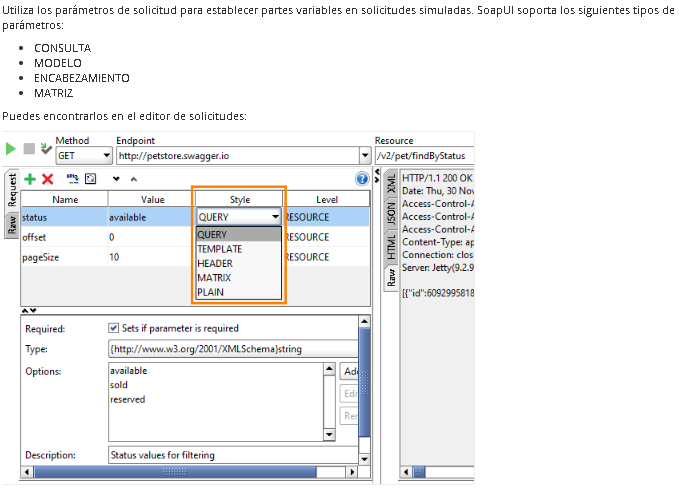 Utiliza los parámetros de solicitud para establecer partes variables en solicitudes simuladas. SoapUI soporta los siguientes tipos de
parámetros:
• CONSULTA
• MODELO
• ENCABEZAMIENTO
• MATRIZ
Puedes encontrarlos en el editor de solicitudes:
Method Endpoint Resource
GET http://petstore.swagger.io /v2/pet/findByStatus
Request
Raw
Name Value Style Level
status available QUERY RESOURCE
offset 0 RESOURCE
pageSize 10 RESOURCE
QUERY
TEMPLATE
HEADER
MATRIX
PLAIN
Required: Sets if parameter is required
Type: {http://www.w3.org/2001/XMLSchema}string
Options: available
sold
reserved
Add
Edi
Rer
Description: Status values for filtering
XML
JSON
HTML
Raw
HTTP/1.1 200 OK
Date: Thu, 30 Nov
Access-Control-A
Access-Control-A
Access-Control-A
Content-Type: ap
Connection: clos
Server: Jetty(9.2.9
[{"id":6092995818